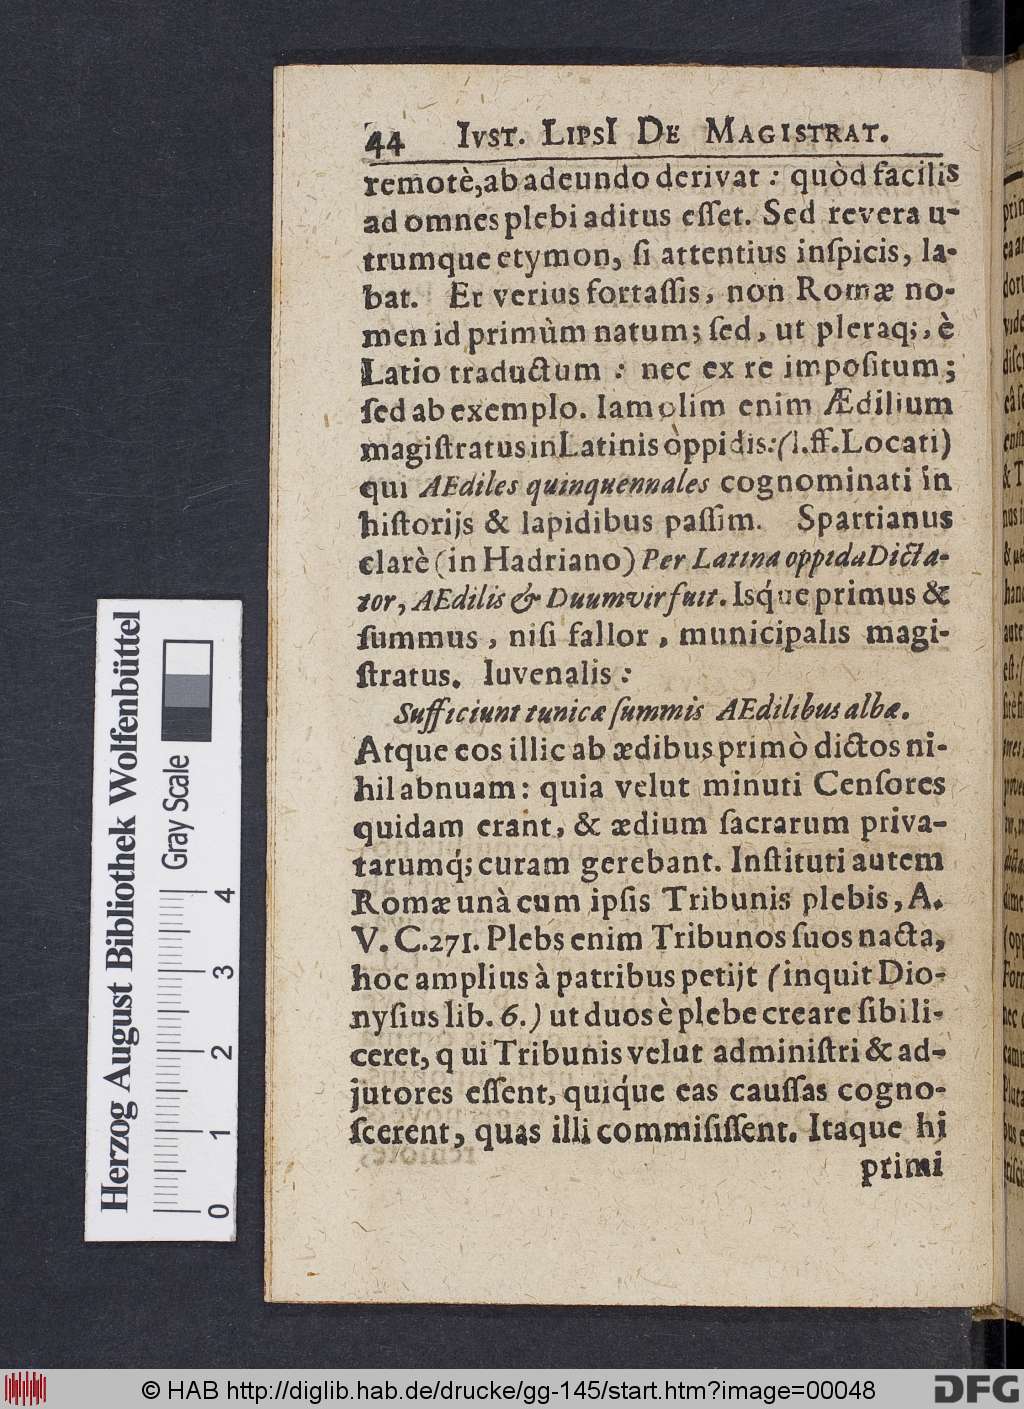 44 IVST. LIPSI DE MAGISTRAT.
remotè, ab adeundo derivat : quòd facilis
ad omnes plebi aditus eſſet. Sed revera u-
trumque etymon, ſi attentius inſpicis, la-
bat. Et verius fortaſſis, non Romæ no-
men id primùm natum; ſed, ut pleraq;, è
Latio traductum : nec ex re impoſitum;
ſed ab exemplo. Iam olim enim Ædilium
magiſtratus in Latinis oppidis: (l. ff. Locati)
qui AEdiles quinquennales cognominati in
hiſtorijs & lapidibus paſſim. Spartianus
clarè (in Hadriano) Per Latina oppida Dicta-
tor, AEdilis & Duumvir fuit. Isq́ue primus &
ſummus, niſi fallor, municipalis magi-
ſtratus. Iuvenalis :
Sufficiunt tunicæ ſummis AEdilibus albæ.
Atque eos illic ab ædibus primò dictos ni-
hil abnuam: quia velut minuti Cenſores
quidam erant, & ædium ſacrarum priva-
tarumq́; curam gerebant. Inſtituti autem
Romæ unà cum ipſis Tribunis plebis, A.
V. C. 271. Plebs enim Tribunos ſuos nacta,
hoc amplius à patribus petijt (inquit Dio-
nyſius lib. 6.) ut duos è plebe creare ſibi li-
ceret, qui Tribunis velut adminiſtri & ad-
jutores eſſent, quiq́ue eas cauſſas cogno-
ſcerent, quas illi commiſiſſent. Itaque hi
primi
Herzog August Bibliothek Wolfenbüttel
Gray Scale
0 1 2 3 4
© HAB http://diglib.hab.de/drucke/gg-145/start.htm?image=00048
DFG